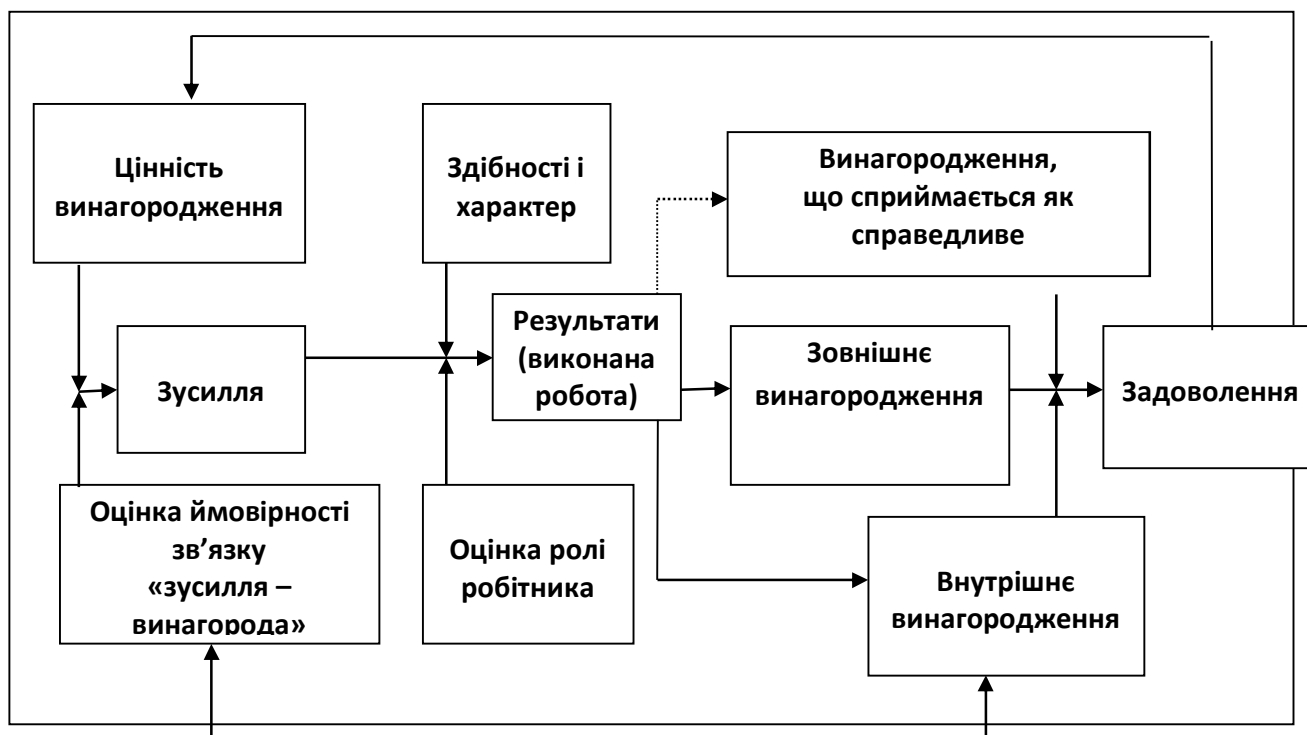 Цінність
винагородження
Здібності і
характер
Винагородження,
що сприймається як
справедливе
Зусилля
Результати
(виконана
робота)
Зовнішнє
винагородження
Задоволення
Оцінка ймовірності
зв’язку
«зусилля –
винагорода»
Оцінка ролі
робітника
Внутрішнє
винагородження